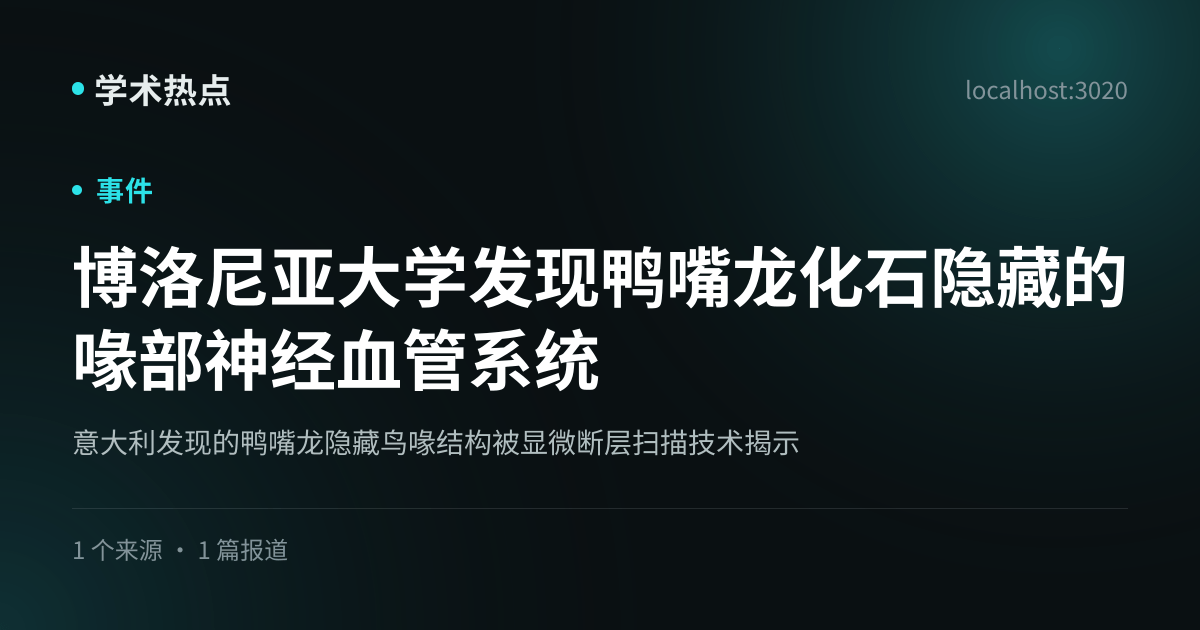 学术热点
localhost:3020
事件
博洛尼亚大学发现鸭嘴龙化石隐藏的
喙部神经血管系统
意大利发现的鸭嘴龙隐藏鸟喙结构被显微断层扫描技术揭示
1 个来源 · 1 篇报道